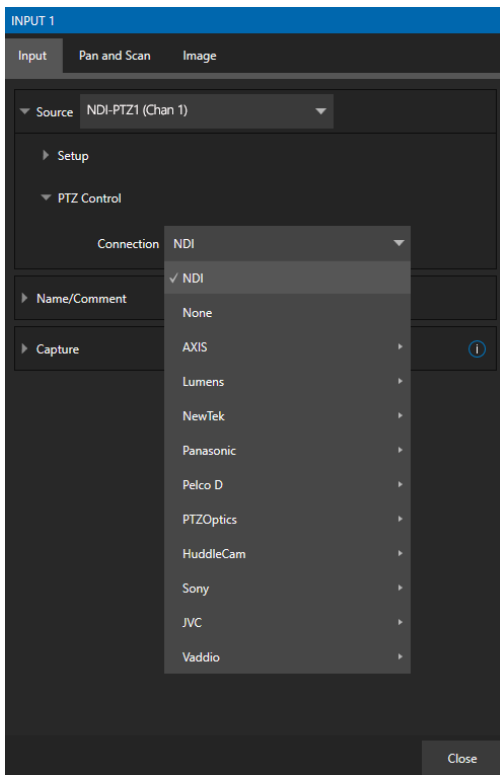 INPUT 1
Input Pan and Scan Image
Source NDI-PTZ1 (Chan 1)
Setup
PTZ Control
Connection NDI
✓ NDI
None
Name/Comment
AXIS
Capture
Lumens
NewTek
Panasonic
Pelco D
PTZOptics
HuddleCam
Sony
JVC
Vaddio
Close